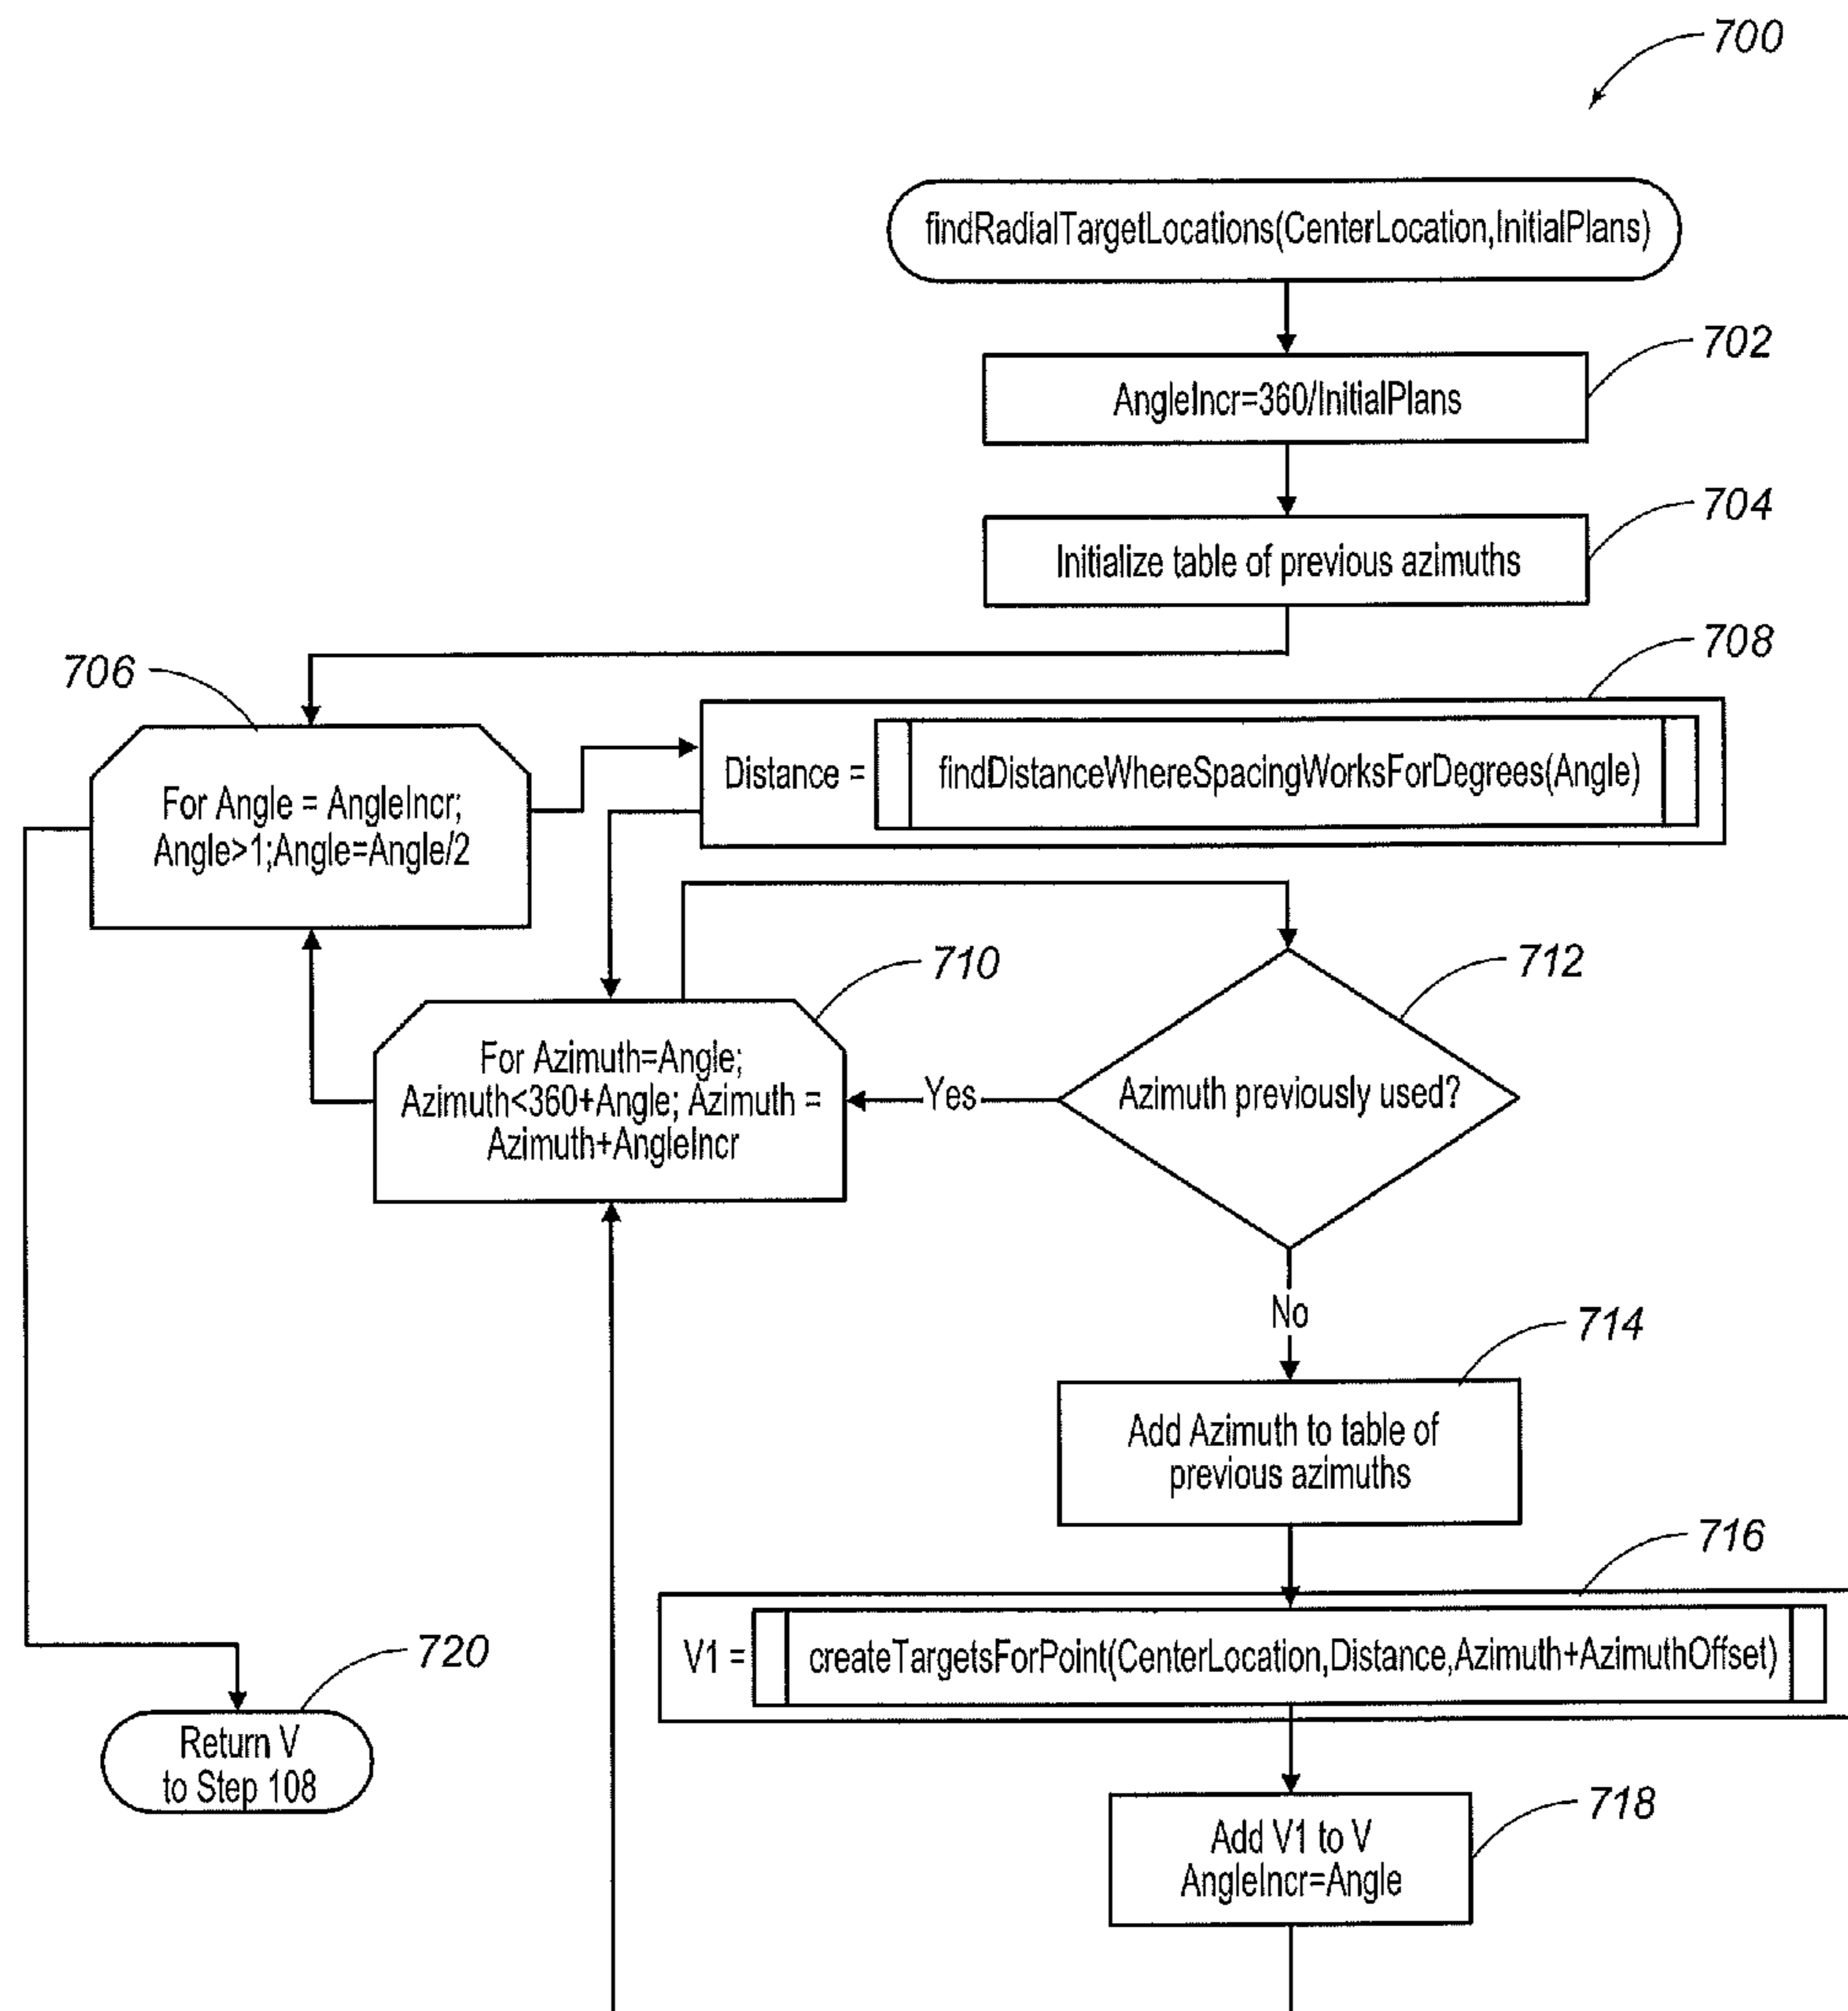 700
findRadialTargetLocations(CenterLocation,InitialPlans)
702
AngleIncr=360/InitialPlans
704
Initialize table of previous azimuths
706
708
For Angle = AngleIncr;
Angle>1;Angle=Angle/2
Distance =
findDistanceWhereSpacingWorksForDegrees(Angle)
710
712
For Azimuth=Angle;
Azimuth<360+Angle; Azimuth =
Azimuth+AngleIncr
Yes
Azimuth previously used?
No
714
Add Azimuth to table of
previous azimuths
716
V1 =
createTargetsForPoint(CenterLocation,Distance,Azimuth+AzimuthOffset)
720
Return V
to Step 108
718
Add V1 to V
AngleIncr=Angle